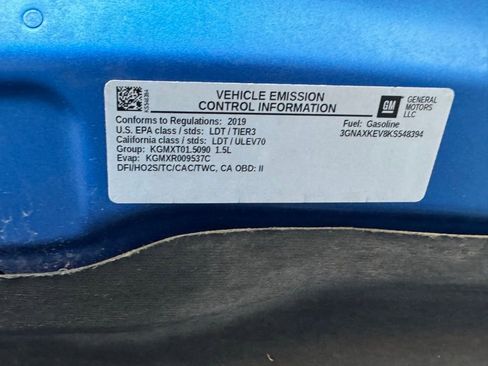 KS548394
VEHICLE EMISSION
CONTROL INFORMATION
GM
GENERAL
MOTORS
LLC
Conforms to Regulations: 2019
Fuel: Gasoline
U.S. EPA class / stds: LDT / TIER3
3GNAXKEV8KS548394
California class / stds: LDT / ULEV70
Group: KGMXT01.5090 1.5L
Evap: KGMXR009537C
DFI/HO2S/TC/CAC/TWC, CA OBD: II